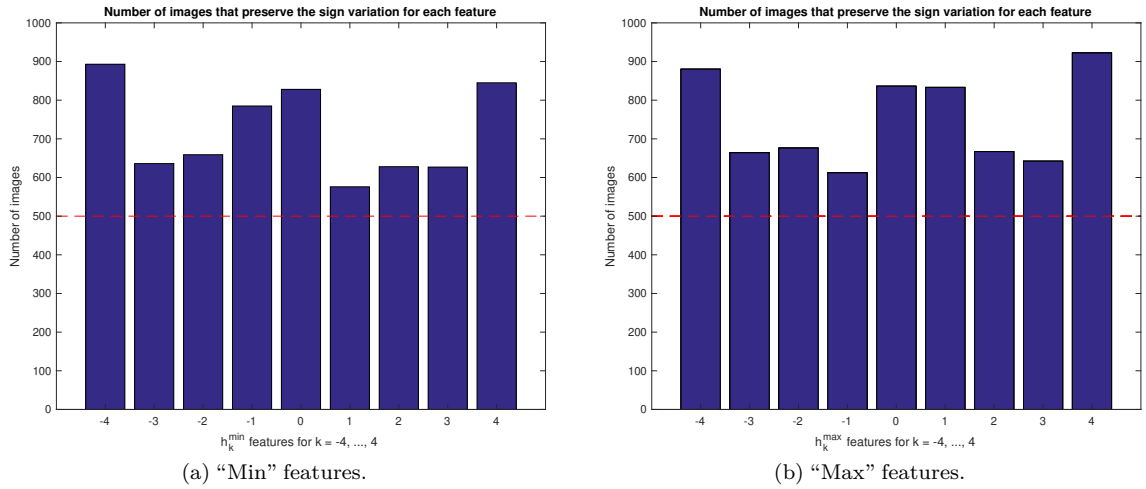 Number of images that preserve the sign variation for each feature
1000
900
800
700
600
500
400
300
200
100
0
Number of images
-4 -3 -2 -1 0 1 2 3 4
h_k^min features for k = -4, ..., 4
(a) “Min” features.
Number of images that preserve the sign variation for each feature
1000
900
800
700
600
500
400
300
200
100
0
Number of images
-4 -3 -2 -1 0 1 2 3 4
h_k^max features for k = -4, ..., 4
(b) “Max” features.